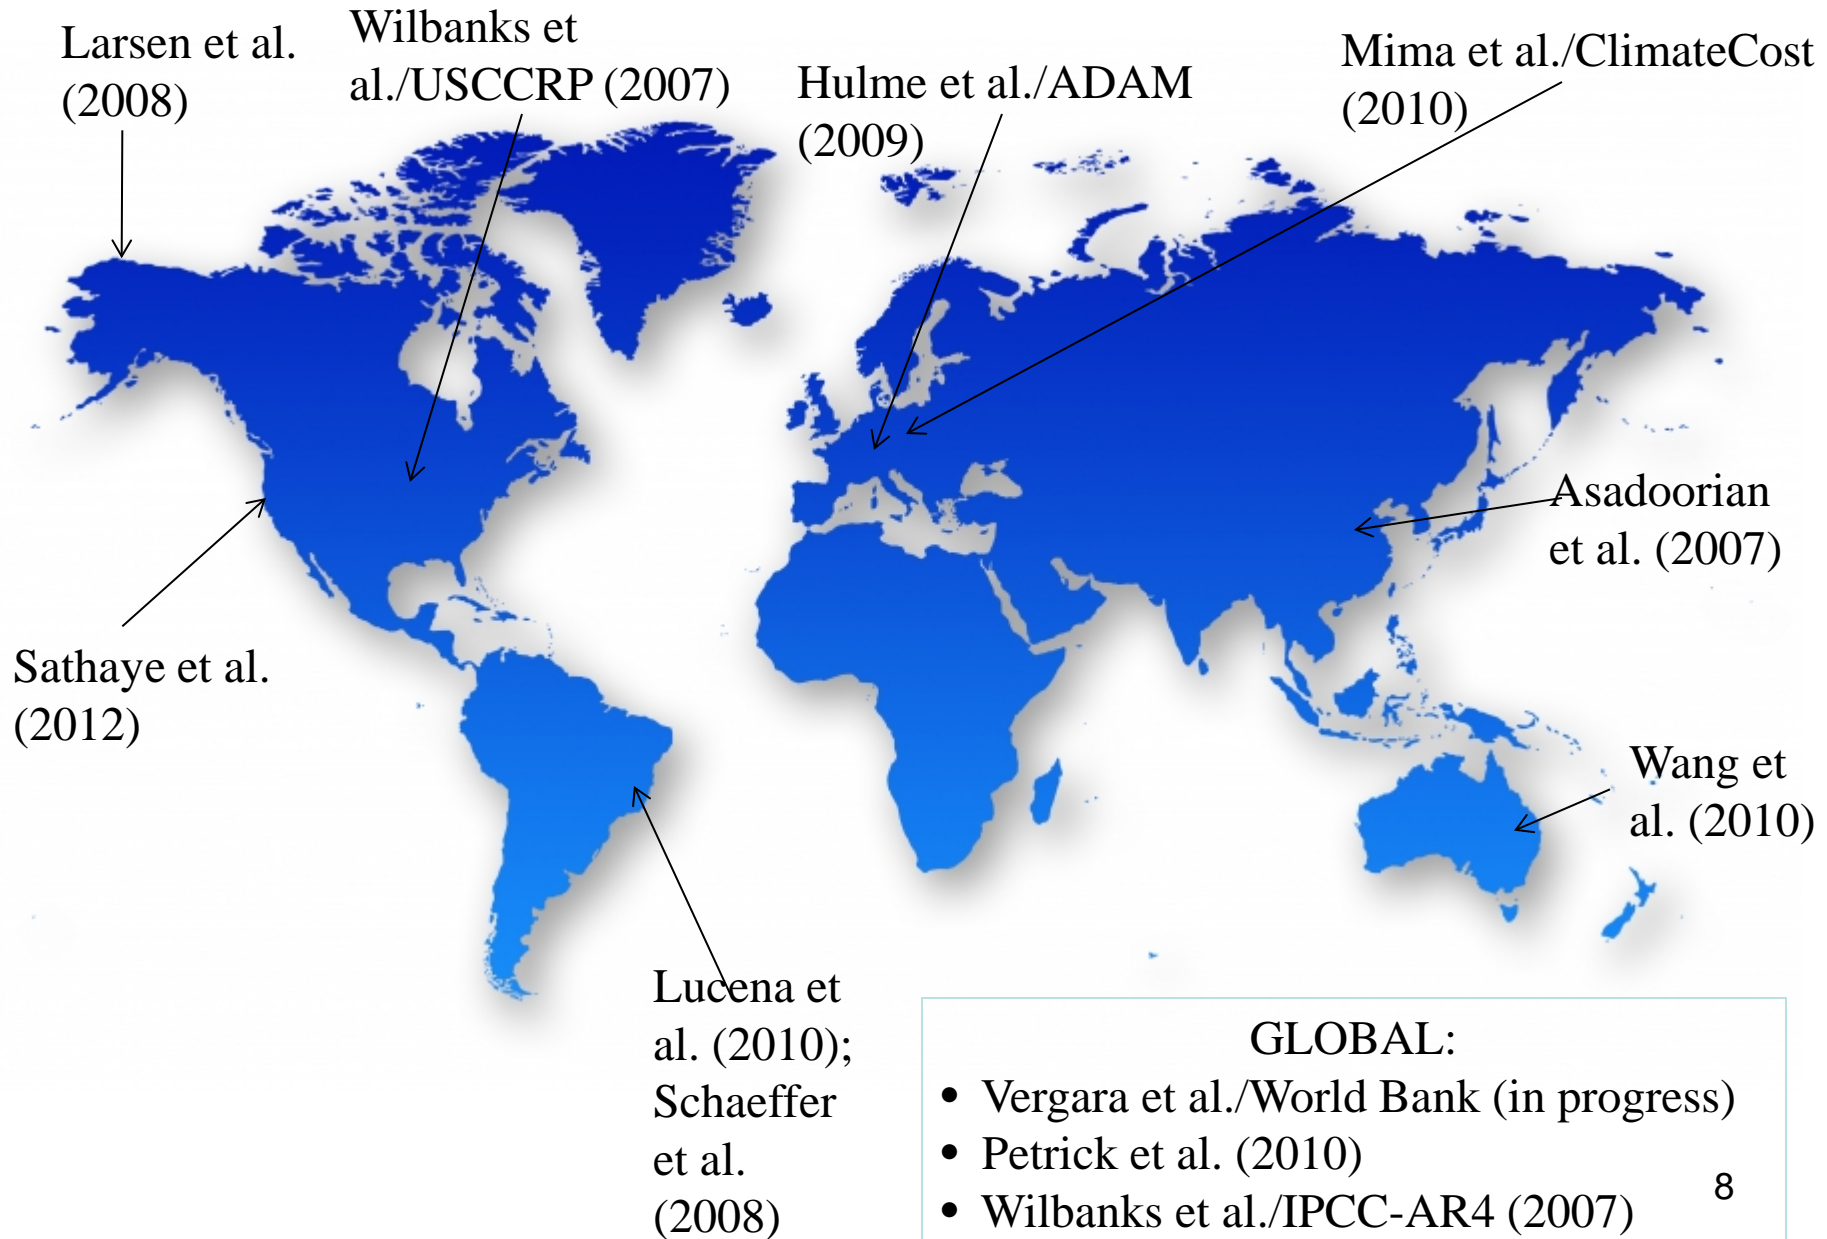 Larsen et al.
(2008)
Wilbanks et
al./USCCRP (2007)
Hulme et al./ADAM
(2009)
Mima et al./ClimateCost
(2010)
Asadoorian
et al. (2007)
Sathaye et al.
(2012)
Wang et
al. (2010)
Lucena et
al. (2010);
Schaeffer
et al.
(2008)
GLOBAL:
• Vergara et al./World Bank (in progress)
• Petrick et al. (2010)
• Wilbanks et al./IPCC-AR4 (2007)
8